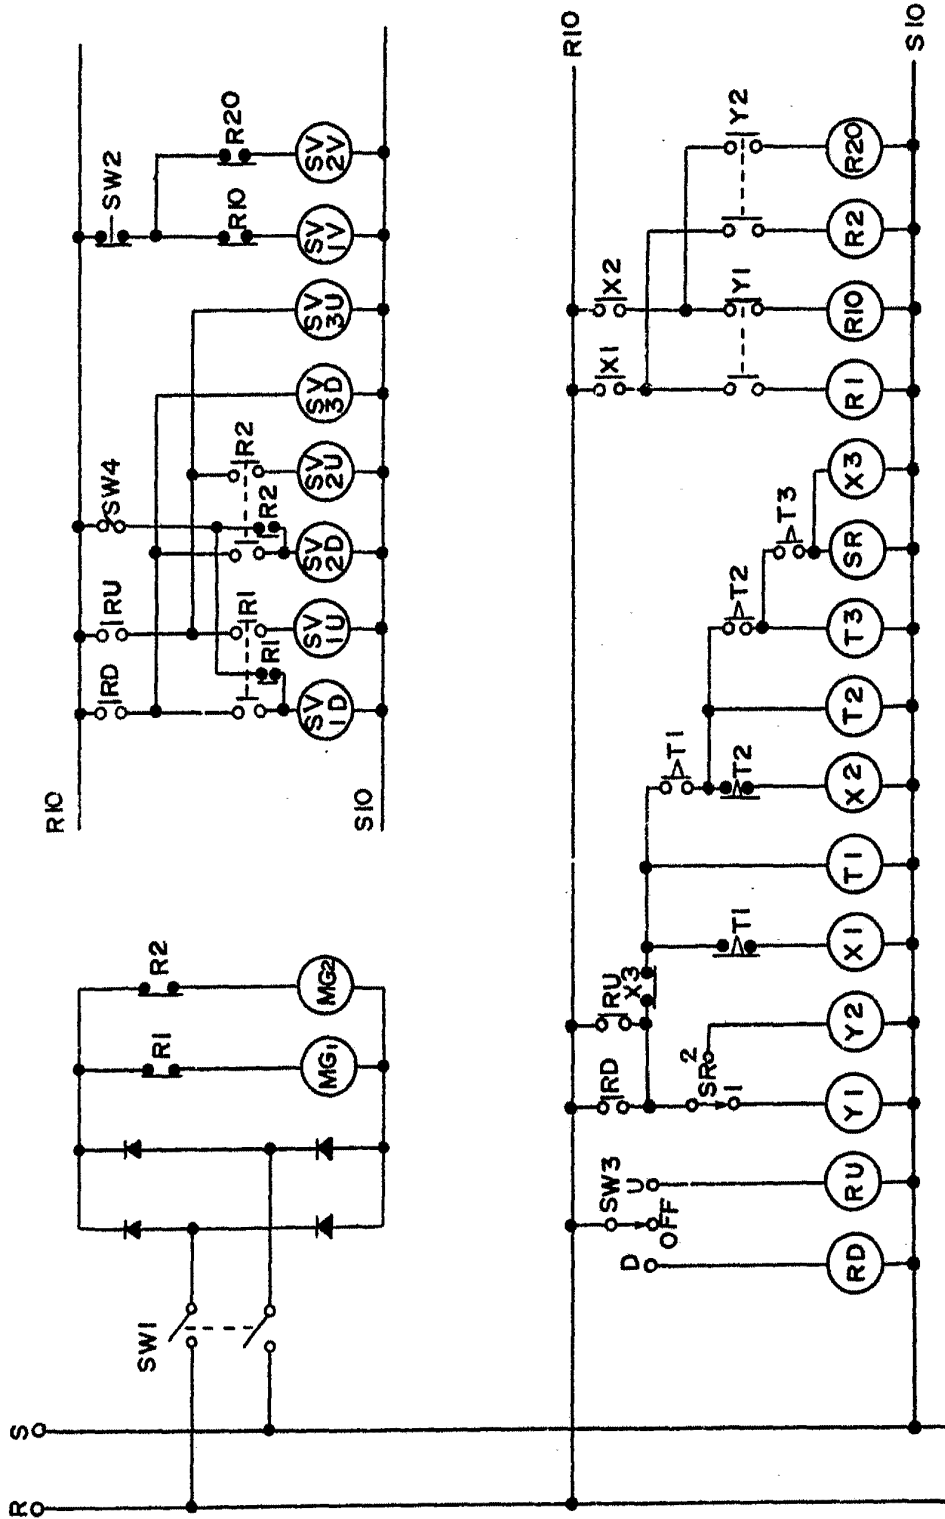 R
S
R10
SW1
R1
R2
RD
RU
SW4
SW2
R1
R2
R10
R20
R1
R2
MG1
MG2
SV 1D
SV 1U
SV 2D
SV 2U
SV 3D
SV 3U
SV 1V
SV 2V
S10
R10
SW3
D
U
OFF
RD
RU
X3
X1
X2
T1
SR
2
1
T1
T2
T2
T3
Y1
Y2
RD
RU
Y1
Y2
X1
T1
X2
T2
T3
SR
X3
R1
R10
R2
R20
S10